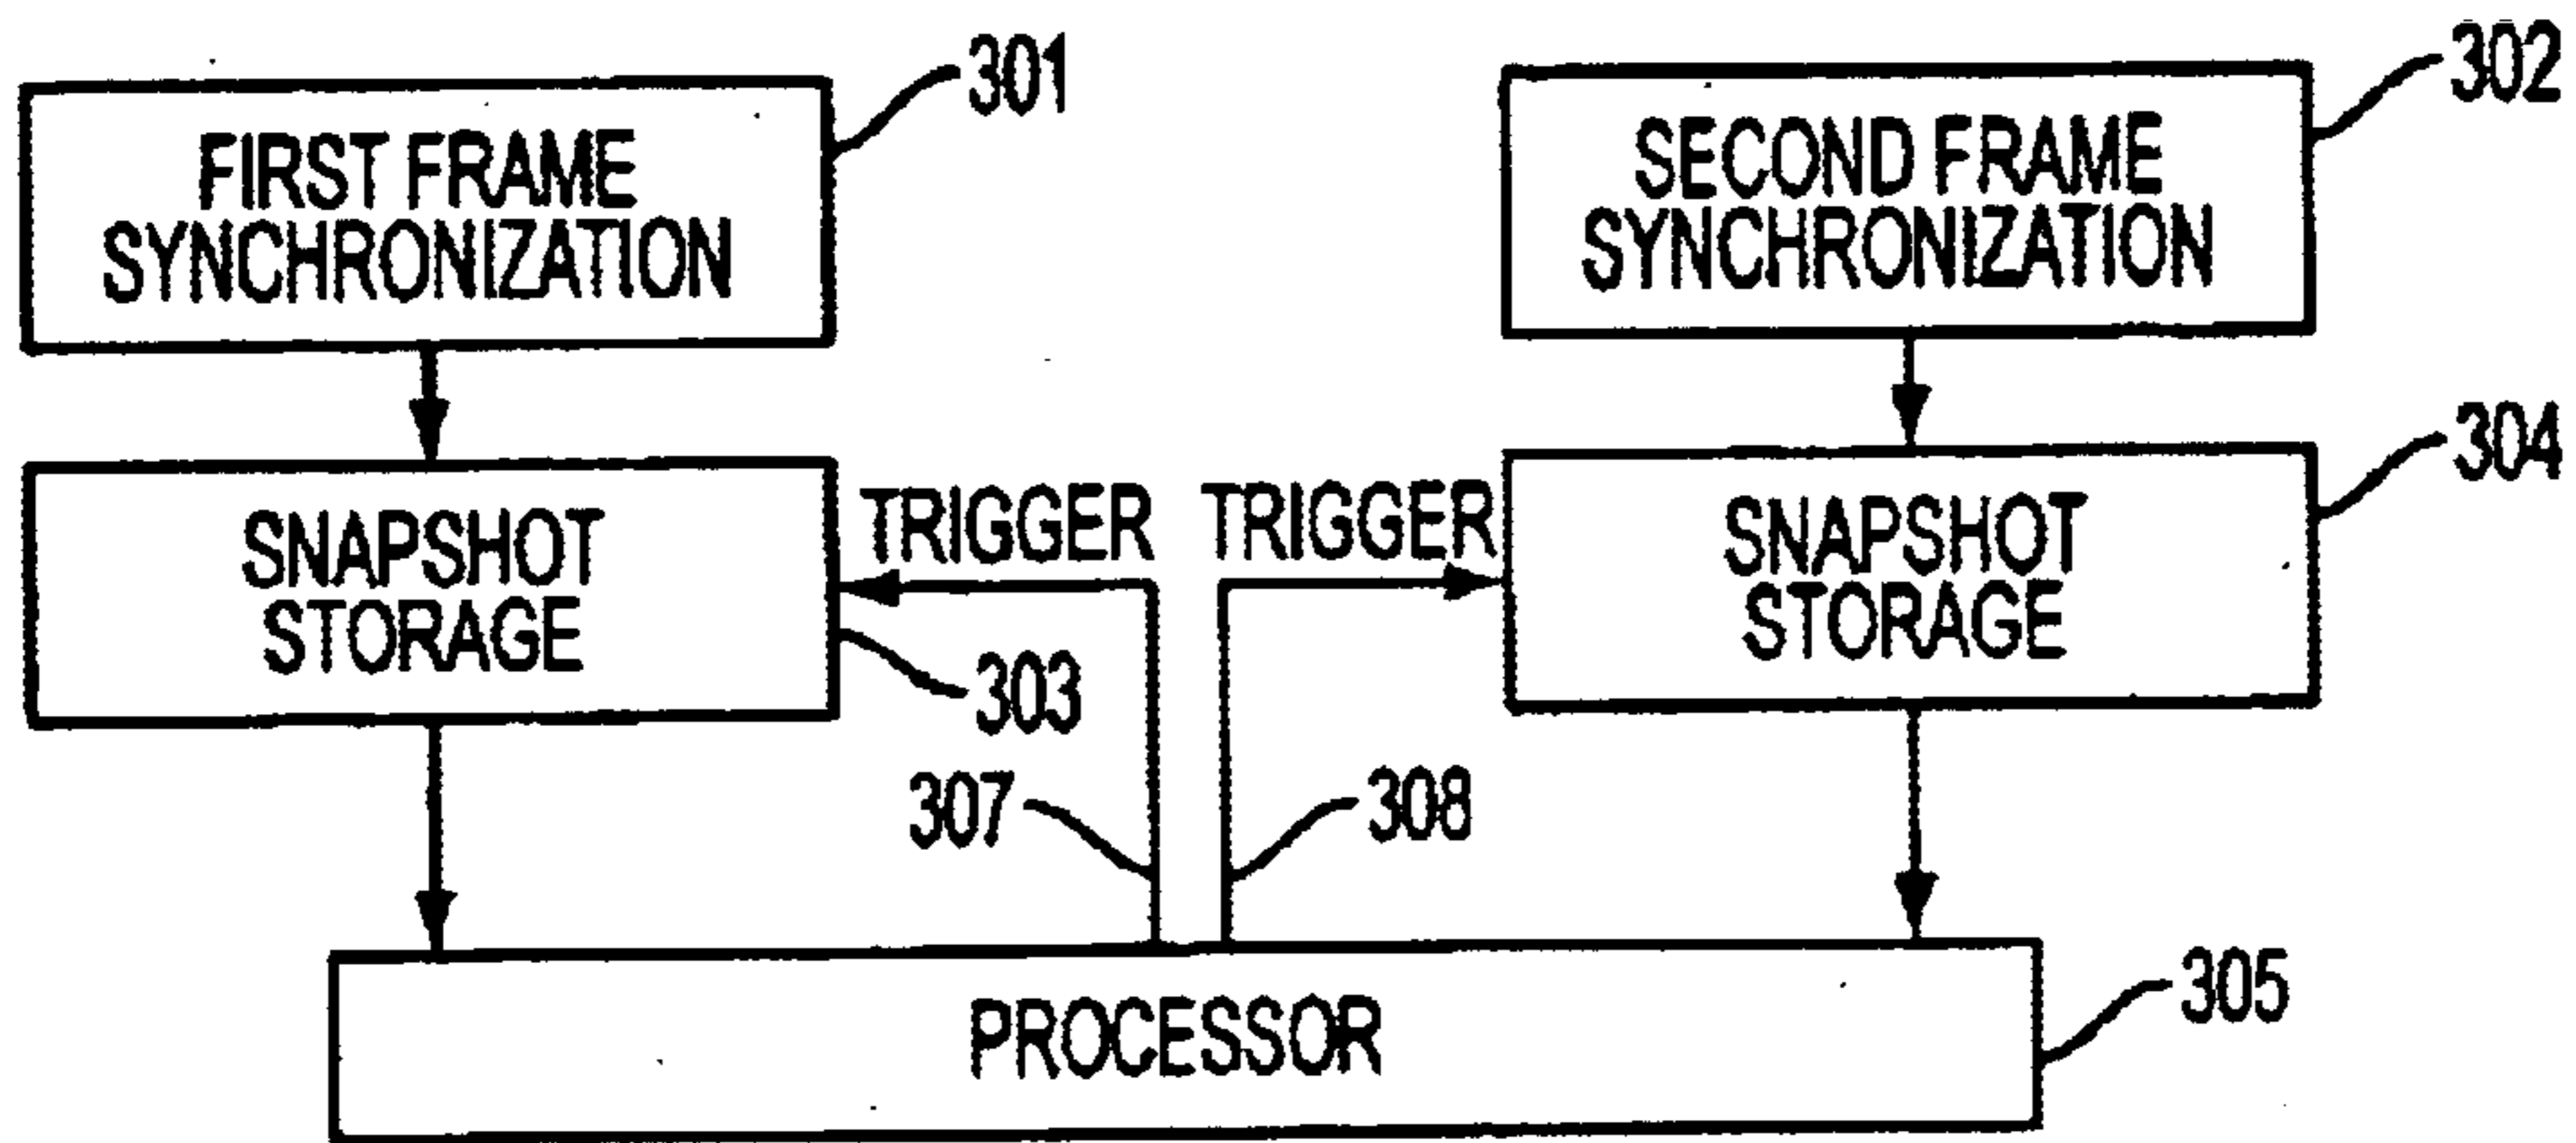 301
FIRST FRAME
SYNCHRONIZATION
302
SECOND FRAME
SYNCHRONIZATION
SNAPSHOT
STORAGE
303
TRIGGER
TRIGGER
304
SNAPSHOT
STORAGE
307
308
PROCESSOR
305